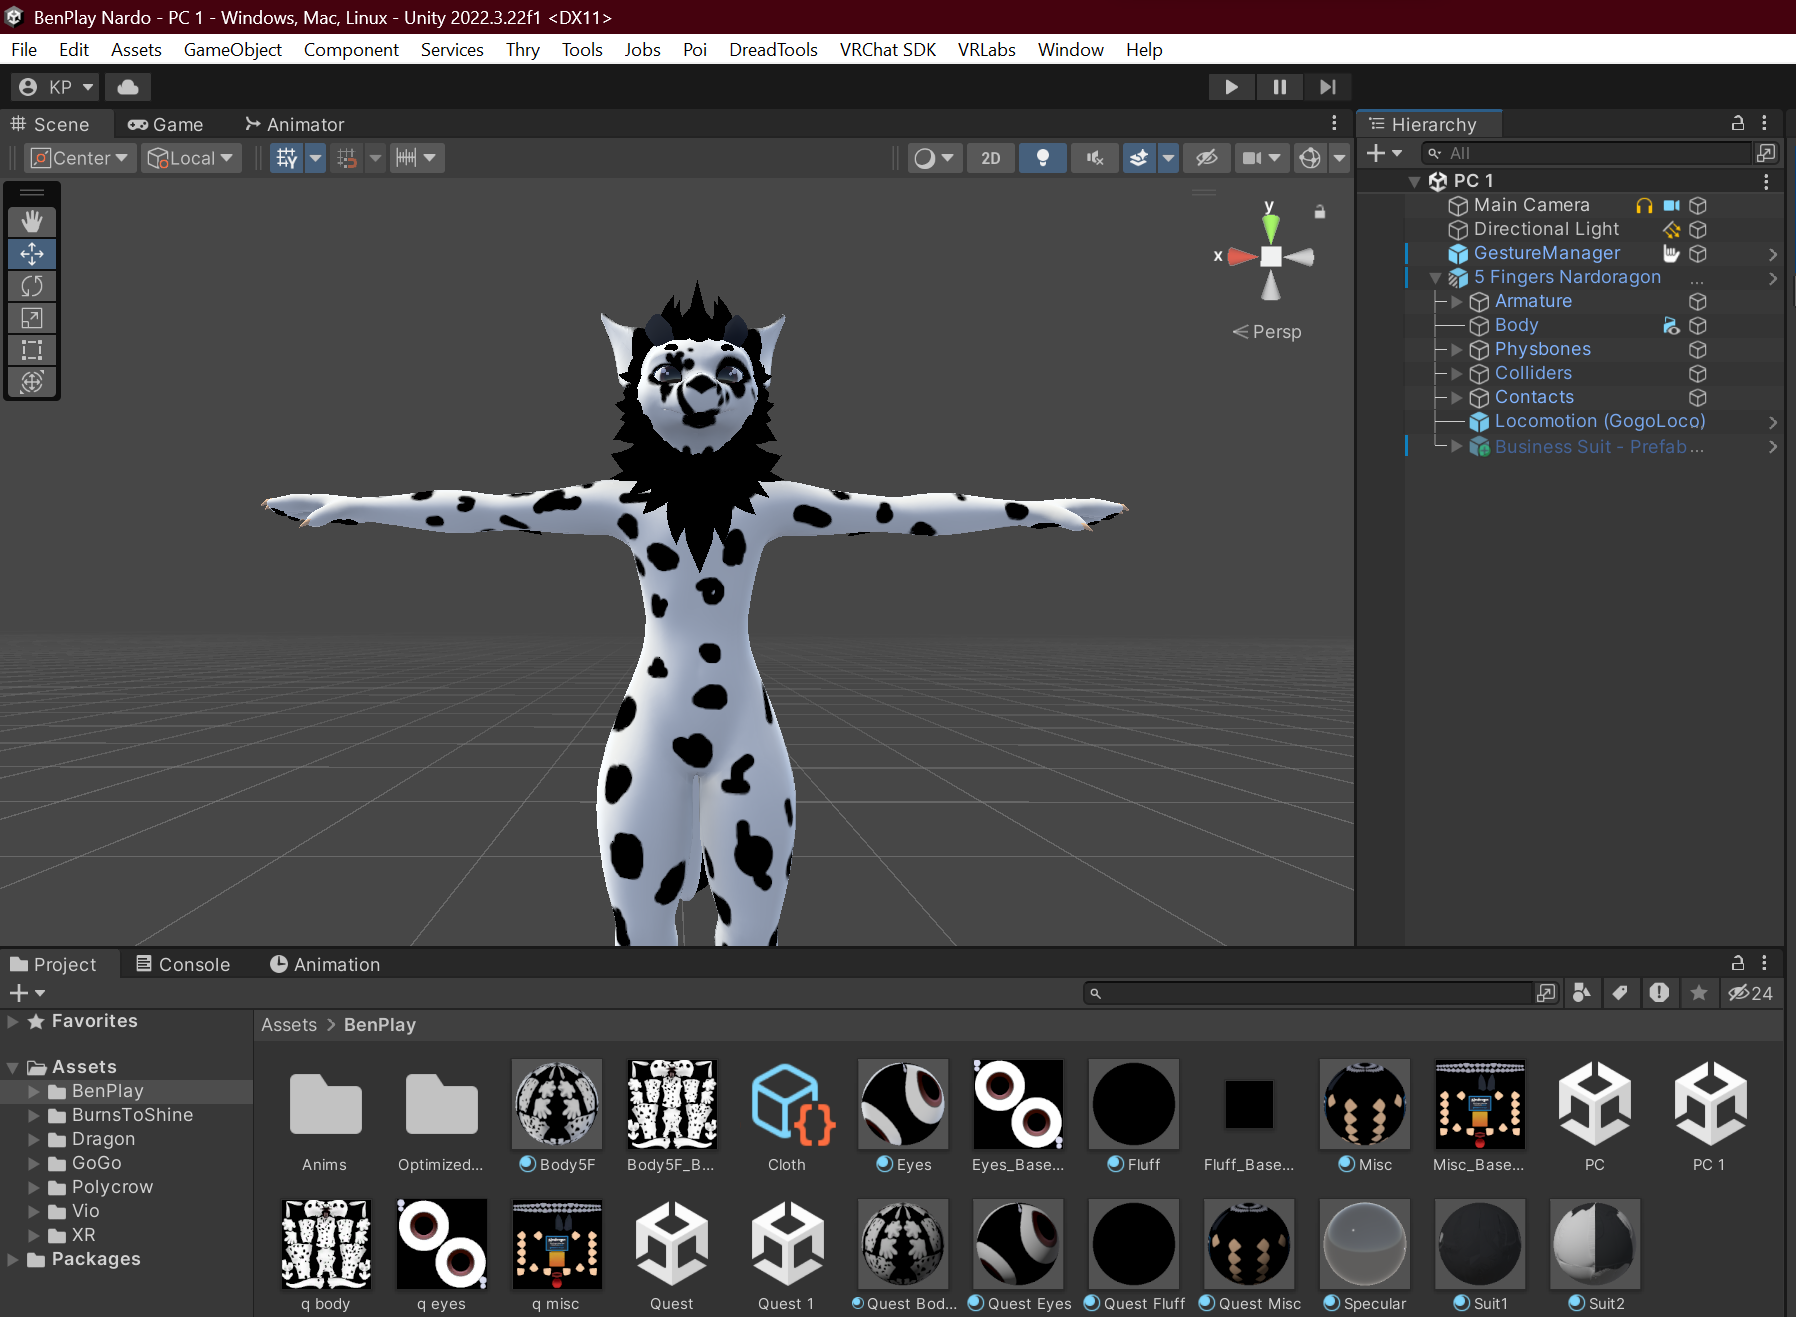 BenPlay Nardo - PC 1 - Windows, Mac, Linux - Unity 2022.3.22f1 <DX11>
File Edit Assets GameObject Component Services Thry Tools Jobs Poi DreadTools VRChat SDK VRLabs Window Help
KP
Scene Game Animator
Center Local 2D
y
x
Persp
Hierarchy
All
PC 1
Main Camera
Directional Light
GestureManager
5 Fingers Nardoragon ...
Armature
Body
Physbones
Colliders
Contacts
Locomotion (GogoLoco)
Business Suit - Prefab ...
Project Console Animation
24
Favorites
Assets
BenPlay
BurnsToShine
Dragon
GoGo
Polycrow
Vio
XR
Packages
Assets > BenPlay
Anims Optimized... Body5F Body5F_B... Cloth Eyes Eyes_Base... Fluff Fluff_Base... Misc Misc_Base... PC PC 1
q body q eyes q misc Quest Quest 1 Quest Bod... Quest Eyes Quest Fluff Quest Misc Specular Suit1 Suit2